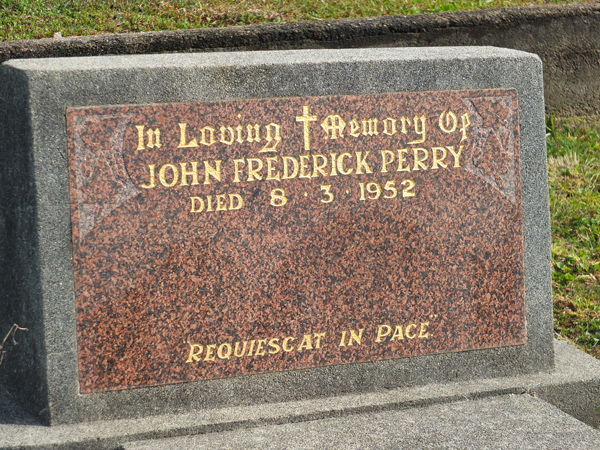 In Loving † Memory Of
JOHN FREDERICK PERRY
DIED 8 · 3 · 1952
"REQUIESCAT IN PACE"